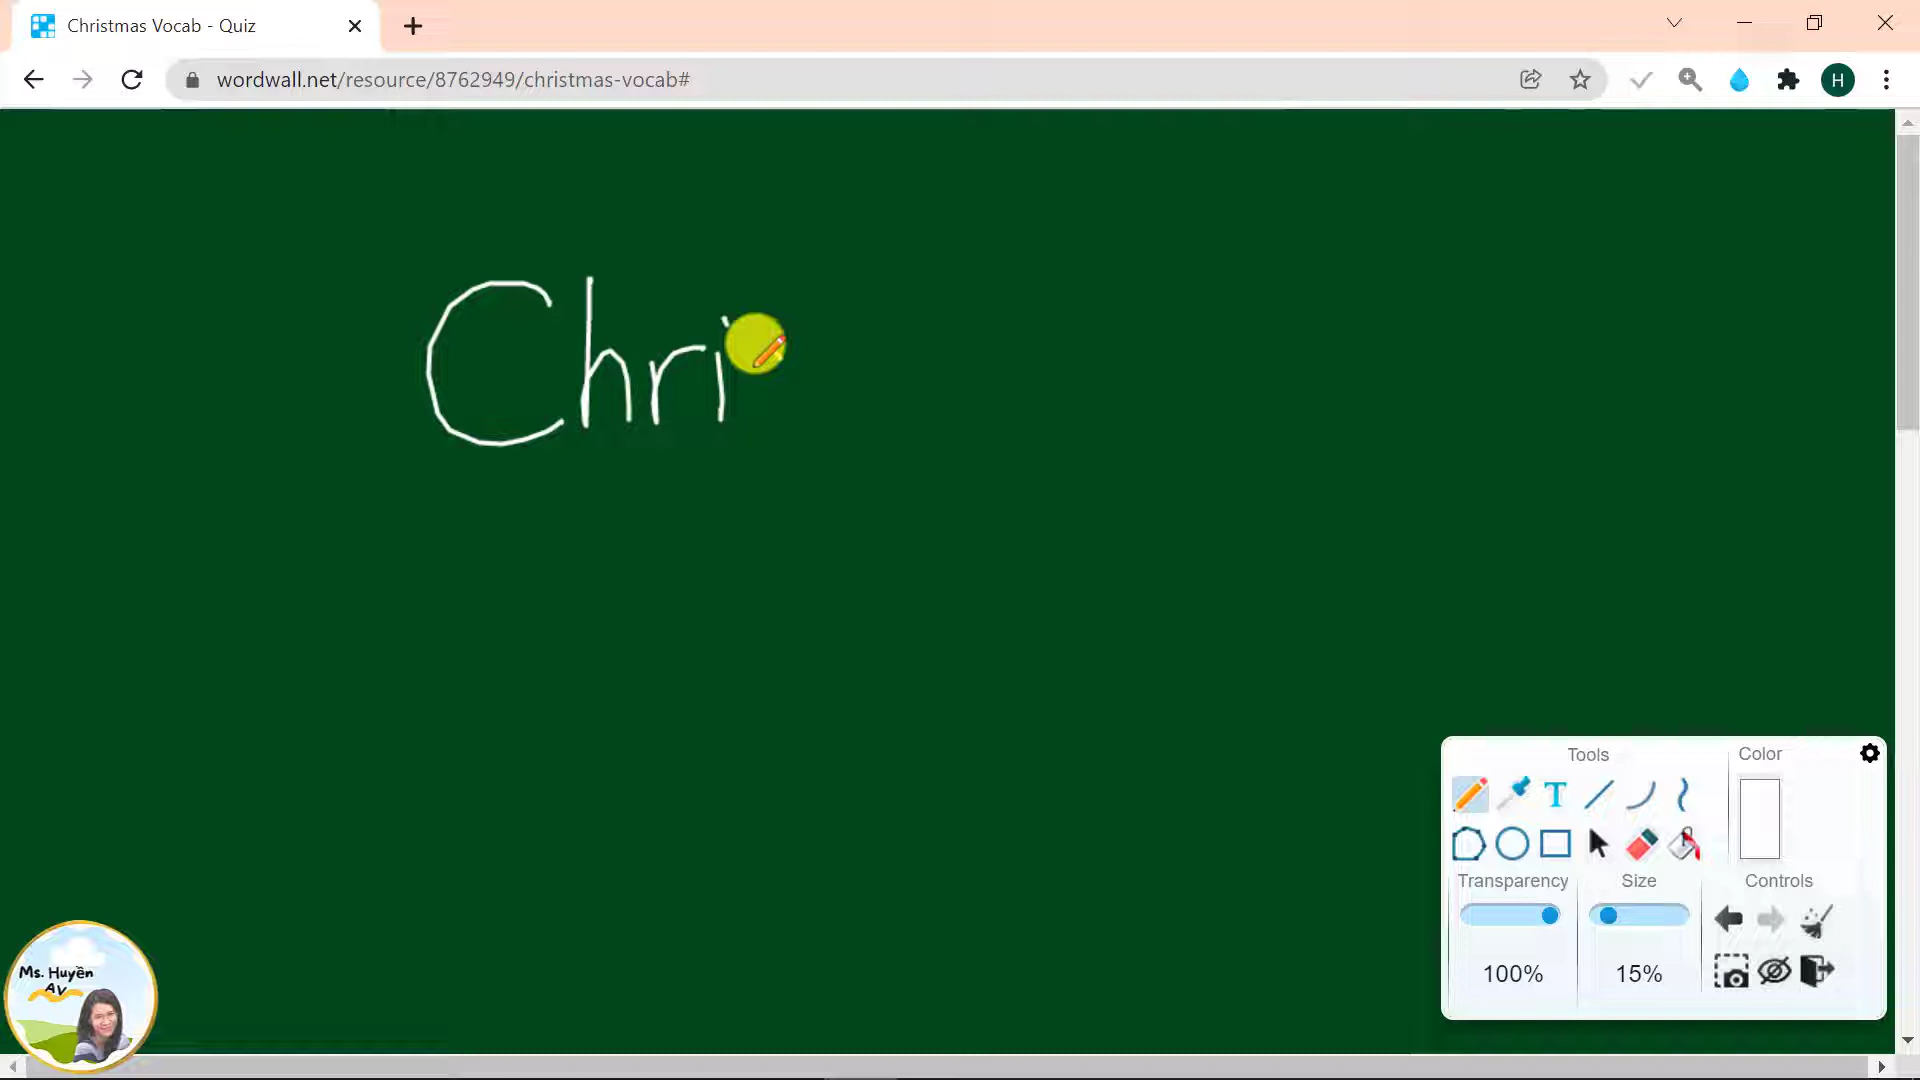 Christmas Vocab - Quiz
wordwall.net/resource/8762949/christmas-vocab#
H
Chri
Tools
Color
T
Transparency
Size
Controls
100%
15%
Ms. Huyền
AV